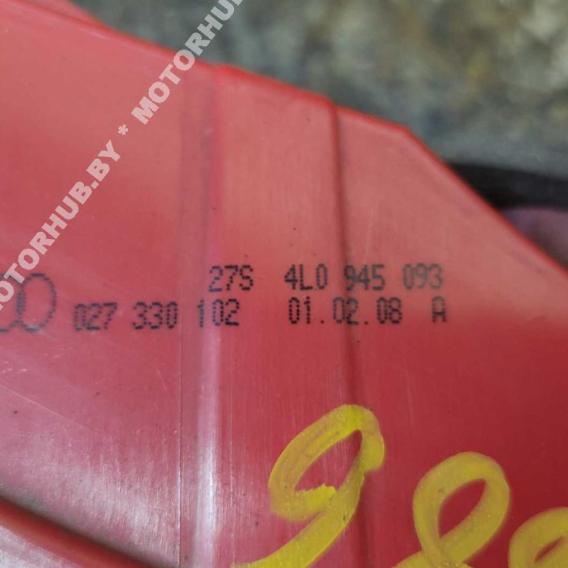 MOTORHUB.BY * MOTORHUB
27S 4L0 945 093
027 330 102 01.02.08 A